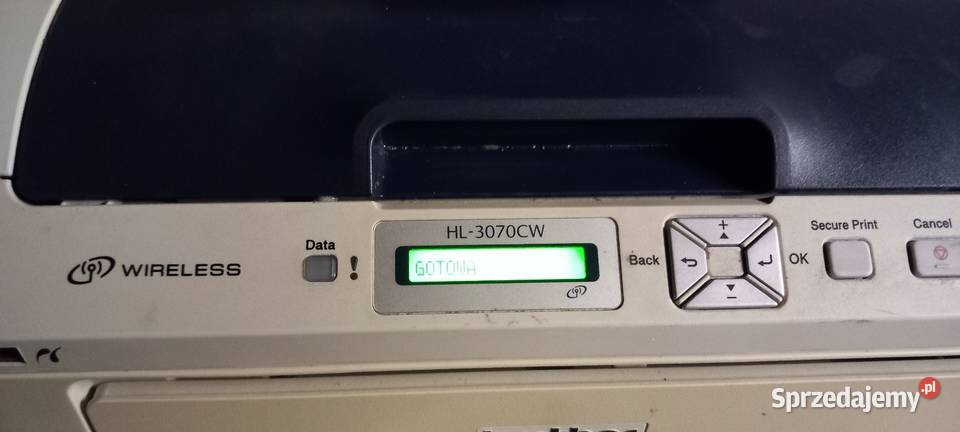 HL-3070CW
Secure Print
Cancel
Data
WIRELESS
!
GOTOWA
Back
+
-
OK
Sprzedajemy.pl